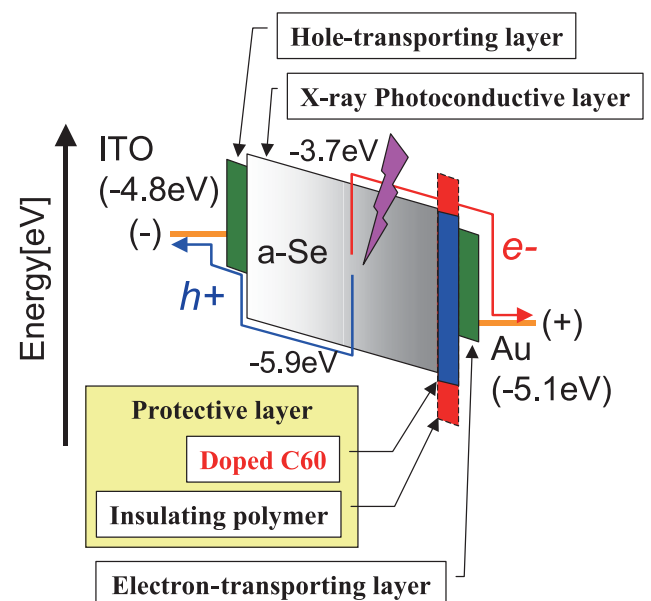 Hole-transporting layer
X-ray Photoconductive layer
ITO
(-4.8eV)
-3.7eV
(-)
a-Se
e-
h+
(+)
Energy[eV]
-5.9eV
Au
(-5.1eV)
Protective layer
Doped C60
Insulating polymer
Electron-transporting layer